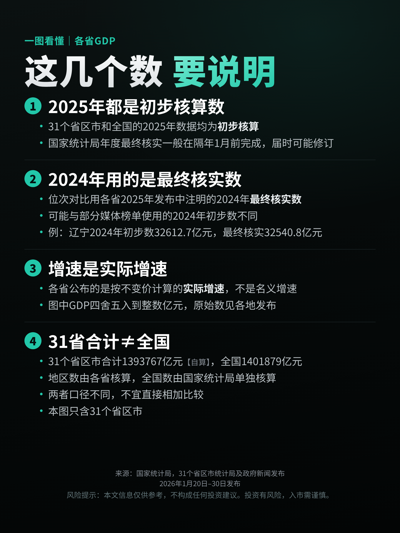 一图看懂｜各省GDP
这几个数 要说明
1 2025年都是初步核算数
• 31个省区市和全国的2025年数据均为初步核算
• 国家统计局年度最终核实一般在隔年1月前完成，届时可能修订
2 2024年用的是最终核实数
• 位次对比用各省2025年发布中注明的2024年最终核实数
• 可能与部分媒体榜单使用的2024年初步数不同
• 例：辽宁2024年初步数32612.7亿元，最终核实32540.8亿元
3 增速是实际增速
• 各省公布的是按不变价计算的实际增速，不是名义增速
• 图中GDP四舍五入到整数亿元，原始数见各地发布
4 31省合计≠全国
• 31个省区市合计1393767亿元【自算】，全国1401879亿元
• 地区数由各省核算，全国数由国家统计局单独核算
• 两者口径不同，不宜直接相加比较
• 本图只含31个省区市
来源：国家统计局，31个省区市统计局及政府新闻发布
2026年1月20日–30日发布
风险提示：本文信息仅供参考，不构成任何投资建议。投资有风险，入市需谨慎。